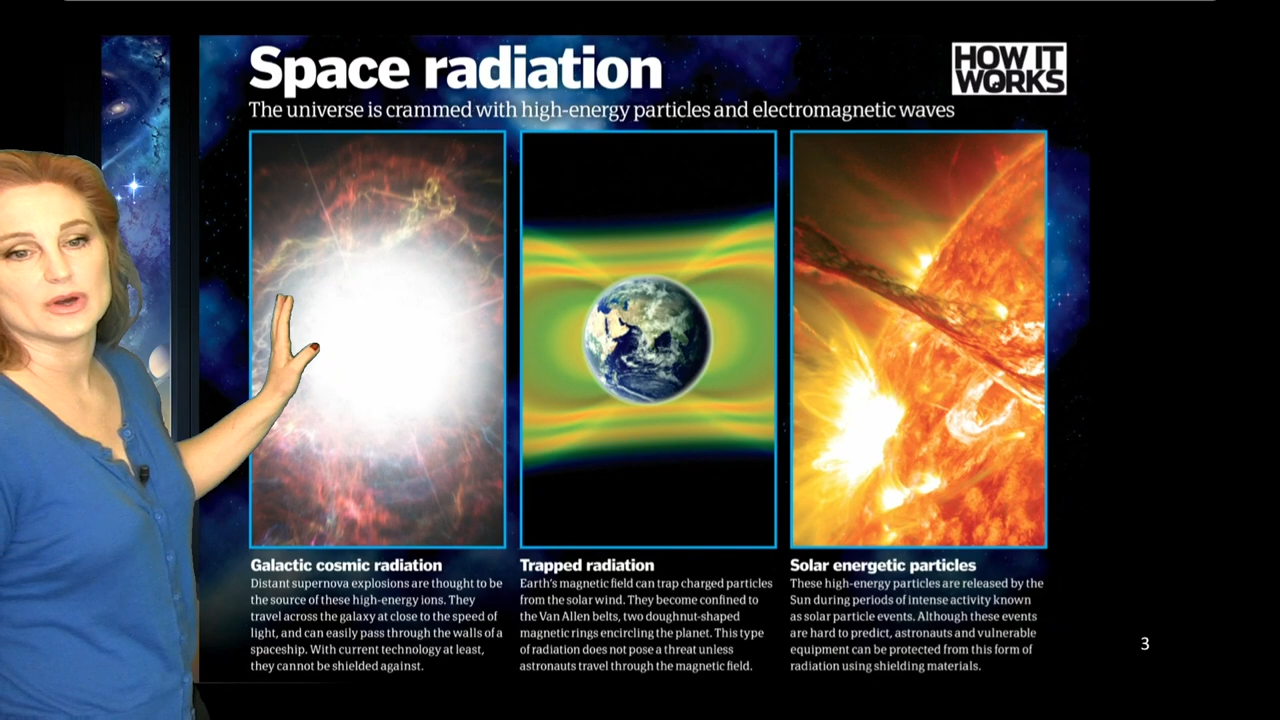 Space radiation
HOW IT
WORKS
The universe is crammed with high-energy particles and electromagnetic waves
Galactic cosmic radiation
Distant supernova explosions are thought to be
the source of these high-energy ions. They
travel across the galaxy at close to the speed of
light, and can easily pass through the walls of a
spaceship. With current technology at least,
they cannot be shielded against.
Trapped radiation
Earth's magnetic field can trap charged particles
from the solar wind. They become confined to
the Van Allen belts, two doughnut-shaped
magnetic rings encircling the planet. This type
of radiation does not pose a threat unless
astronauts travel through the magnetic field.
Solar energetic particles
These high-energy particles are released by the
Sun during periods of intense activity known
as solar particle events. Although these events
are hard to predict, astronauts and vulnerable
equipment can be protected from this form of
radiation using shielding materials.
3